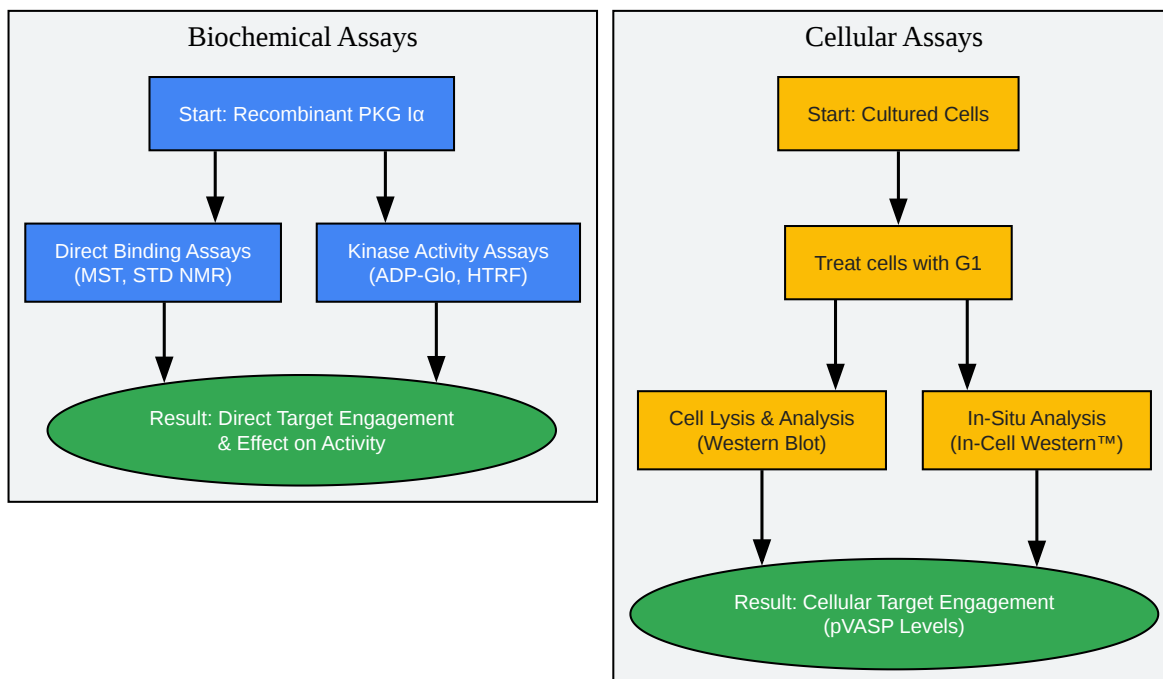 Biochemical Assays
Start: Recombinant PKG Iα
Direct Binding Assays
(MST, STD NMR)
Kinase Activity Assays
(ADP-Glo, HTRF)
Result: Direct Target Engagement
& Effect on Activity
Cellular Assays
Start: Cultured Cells
Treat cells with G1
Cell Lysis & Analysis
(Western Blot)
In-Situ Analysis
(In-Cell Western™)
Result: Cellular Target Engagement
(pVASP Levels)